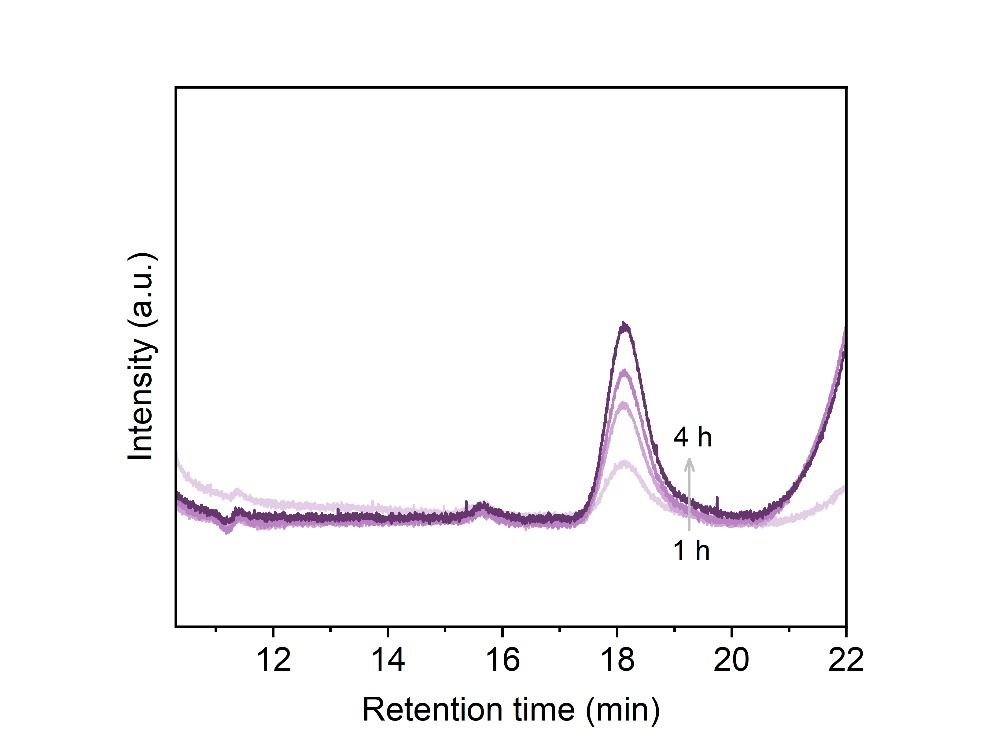 Intensity (a.u.)
4 h
1 h
12 14 16 18 20 22
Retention time (min)